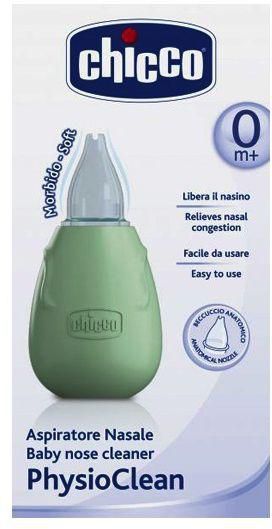 chicco
0
m+
Morbido - Soft
Libera il nasino
Relieves nasal
congestion
Facile da usare
Easy to use
chicco
BECCUCCIO ANATOMICO
ANATOMICAL NOZZLE
Aspiratore Nasale
Baby nose cleaner
PhysioClean